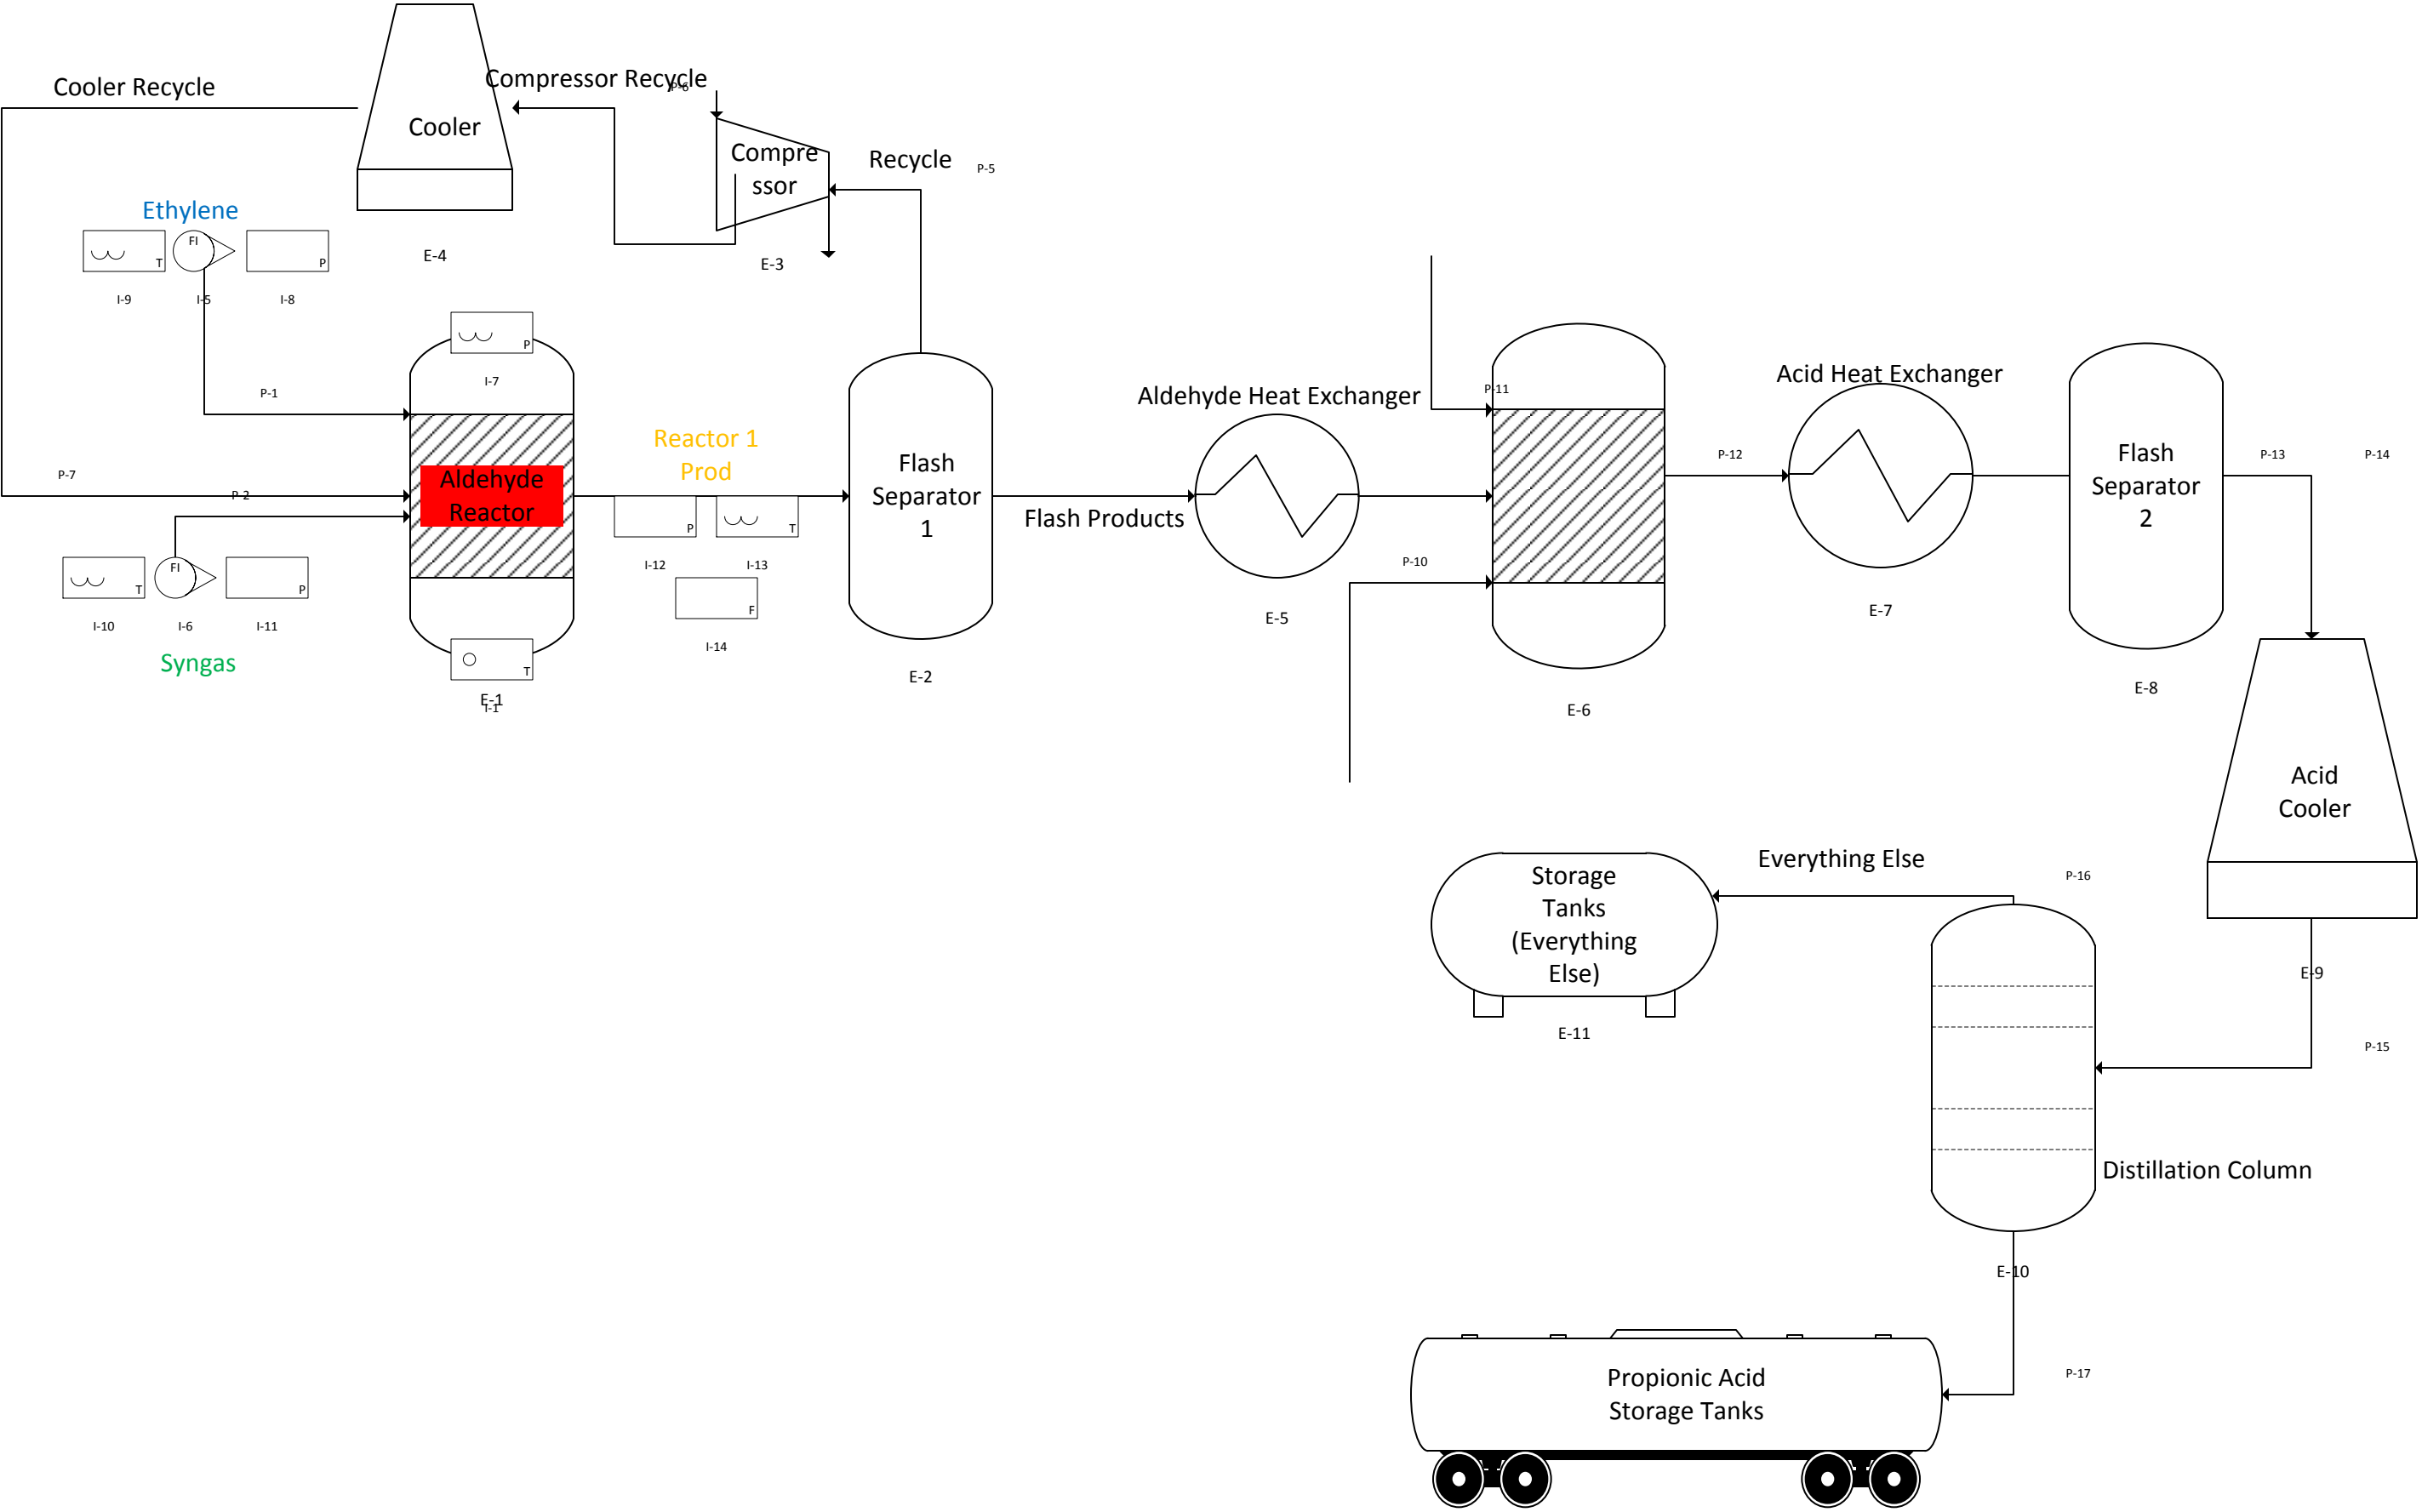 Cooler Recycle
Compressor Recycle
P-6
Cooler
Compre
ssor
Recycle
P-5
Ethylene
FI
T
P
I-9
I-5
I-8
E-4
E-3
P
I-7
P-1
Aldehyde Heat Exchanger
P-11
Acid Heat Exchanger
Reactor 1
Prod
P-7
P-2
Aldehyde
Reactor
Flash
Separator
1
Flash Products
P-12
Flash
Separator
2
P-13
P-14
P
T
FI
T
P
I-12
I-13
P-10
I-10
I-6
I-11
F
I-14
E-5
E-7
Syngas
T
E-1
I-1
E-2
E-6
E-8
Acid
Cooler
Everything Else
Storage
Tanks
(Everything
Else)
P-16
E-9
E-11
P-15
Distillation Column
E-10
Propionic Acid
Storage Tanks
P-17